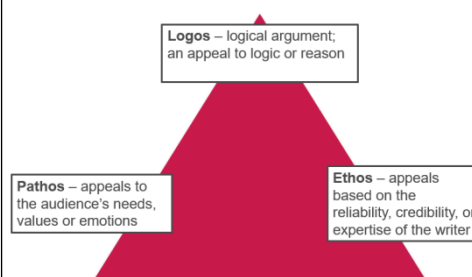 Logos – logical argument;
an appeal to logic or reason
Pathos – appeals to
the audience's needs,
values or emotions
Ethos – appeals
based on the
reliability, credibility, or
expertise of the writer